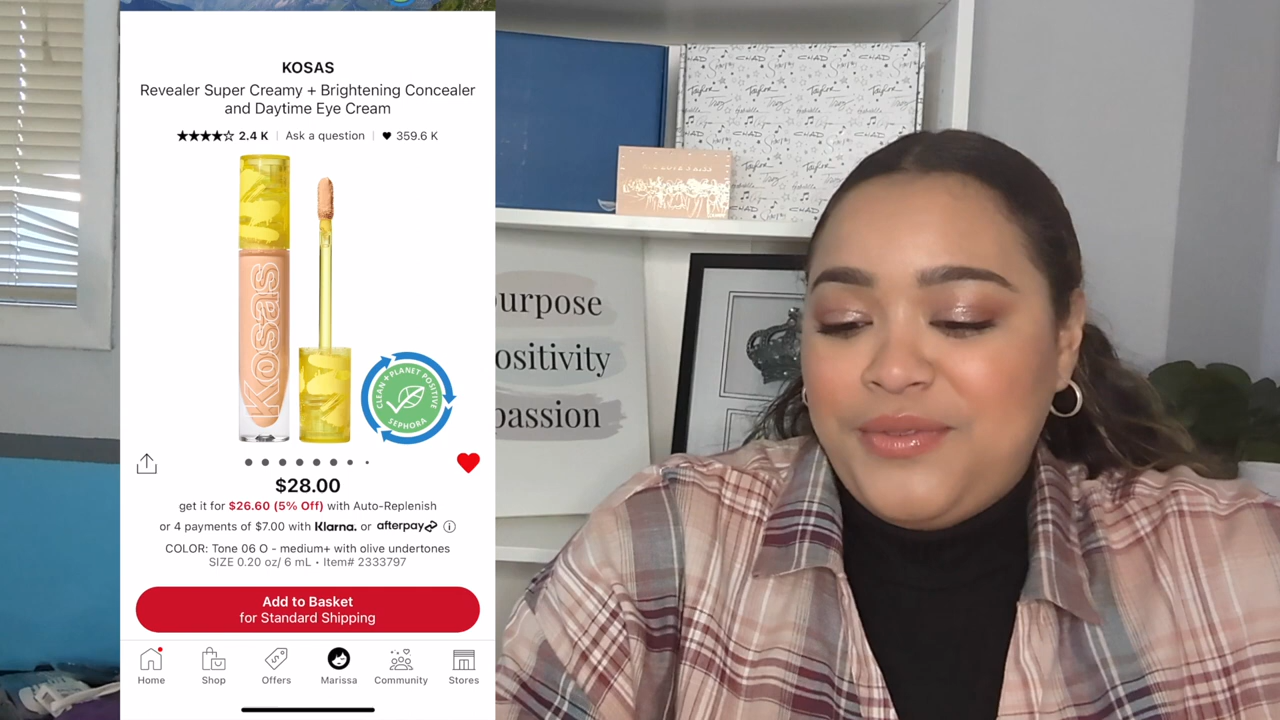 KOSAS
Revealer Super Creamy + Brightening Concealer
and Daytime Eye Cream
★★★★☆ 2.4 K | Ask a question | ♥ 359.6 K
Kosas
CLEAN + PLANET POSITIVE
SEPHORA
$28.00
get it for $26.60 (5% Off) with Auto-Replenish
or 4 payments of $7.00 with Klarna. or afterpay
COLOR: Tone 06 O - medium+ with olive undertones
SIZE 0.20 oz/ 6 mL • Item# 2333797
Add to Basket
for Standard Shipping
Home
Shop
Offers
Marissa
Community
Stores
urpose
ositivity
passion
CHAD
Taylor